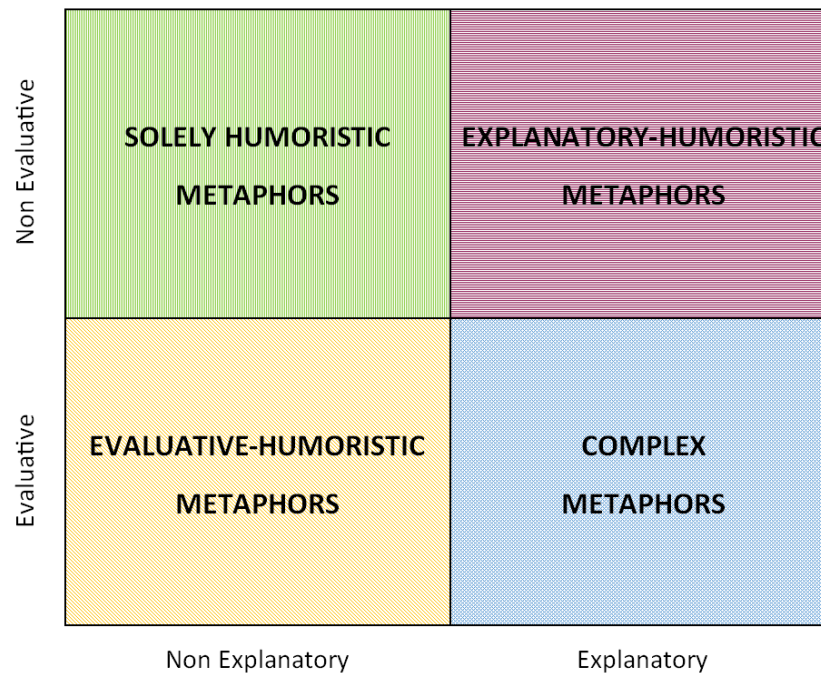 Non Evaluative
SOLELY HUMORISTIC
METAPHORS
EXPLANATORY-HUMORISTIC
METAPHORS
Evaluative
EVALUATIVE-HUMORISTIC
METAPHORS
COMPLEX
METAPHORS
Non Explanatory
Explanatory